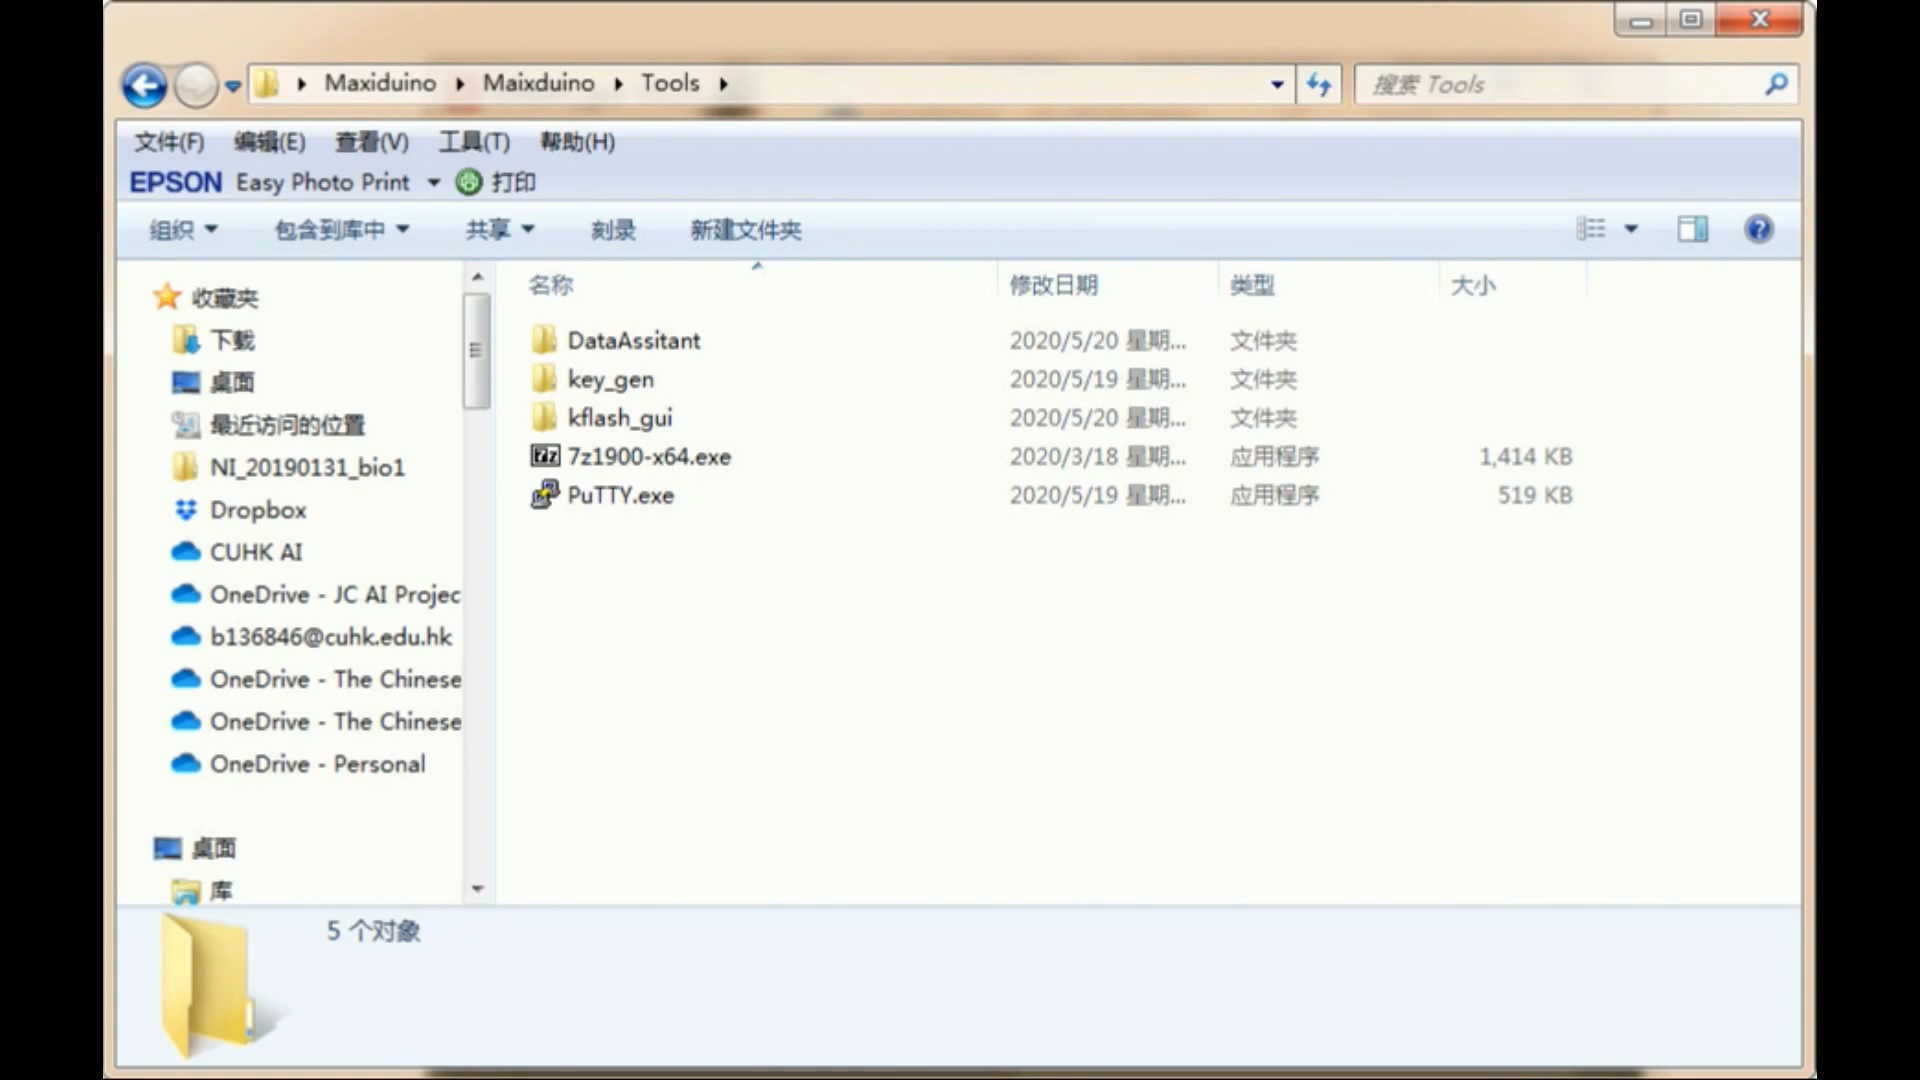 Maxiduino Maixduino Tools
搜索 Tools
文件(F) 编辑(E) 查看(V) 工具(T) 帮助(H)
EPSON Easy Photo Print 打印
组织 包含到库中 共享 刻录 新建文件夹
收藏夹
下载
桌面
最近访问的位置
NI_20190131_bio1
Dropbox
CUHK AI
OneDrive - JC AI Projec
b136846@cuhk.edu.hk
OneDrive - The Chinese
OneDrive - The Chinese
OneDrive - Personal
桌面
库
名称 修改日期 类型 大小
DataAssitant 2020/5/20 星期... 文件夹
key_gen 2020/5/19 星期... 文件夹
kflash_gui 2020/5/20 星期... 文件夹
7z1900-x64.exe 2020/3/18 星期... 应用程序 1,414 KB
PuTTY.exe 2020/5/19 星期... 应用程序 519 KB
5 个对象